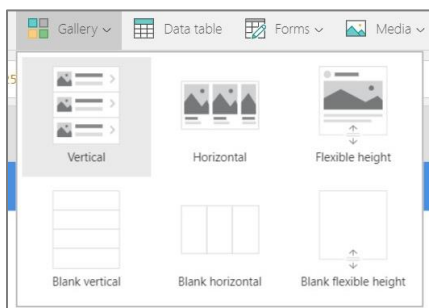 Gallery Data table Forms Media
Vertical Horizontal Flexible height
Blank vertical Blank horizontal Blank flexible height